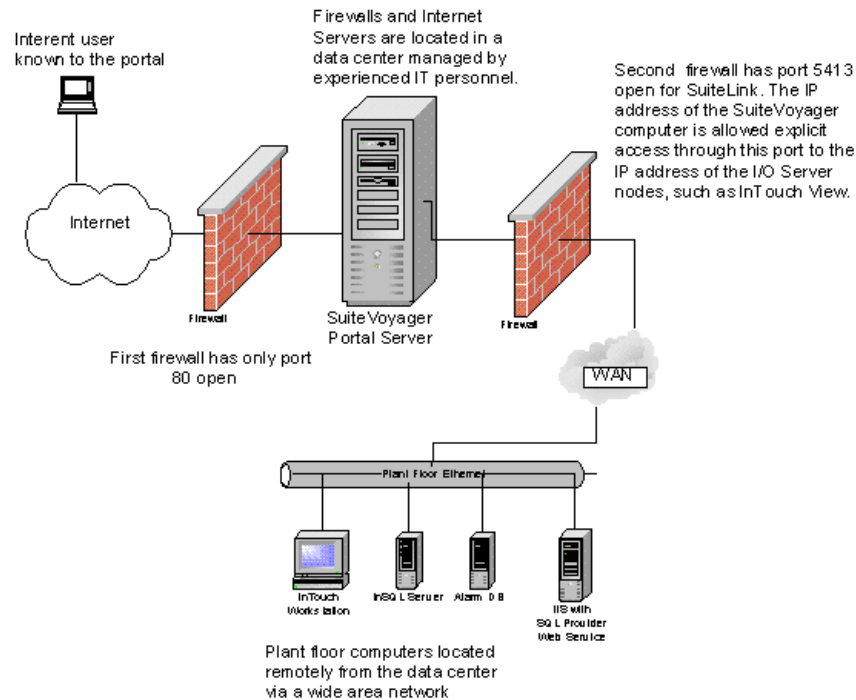 Interent user
known to the portal
Firewalls and Internet
Servers are located in a
data center managed by
experienced IT personnel.
Second firewall has port 5413
open for SuiteLink. The IP
address of the SuiteVoyager
computer is allowed explicit
access through this port to the
IP address of the I/O Server
nodes, such as InTouch View.
Internet
Firewall
SuiteVoyager
Portal Server
Firewall
First firewall has only port
80 open
WAN
Plant Floor Ethernet
InTouch
Workstation
InSQL Server
Alarm DB
IIS with
SQL Provider
Web Service
Plant floor computers located
remotely from the data center
via a wide area network